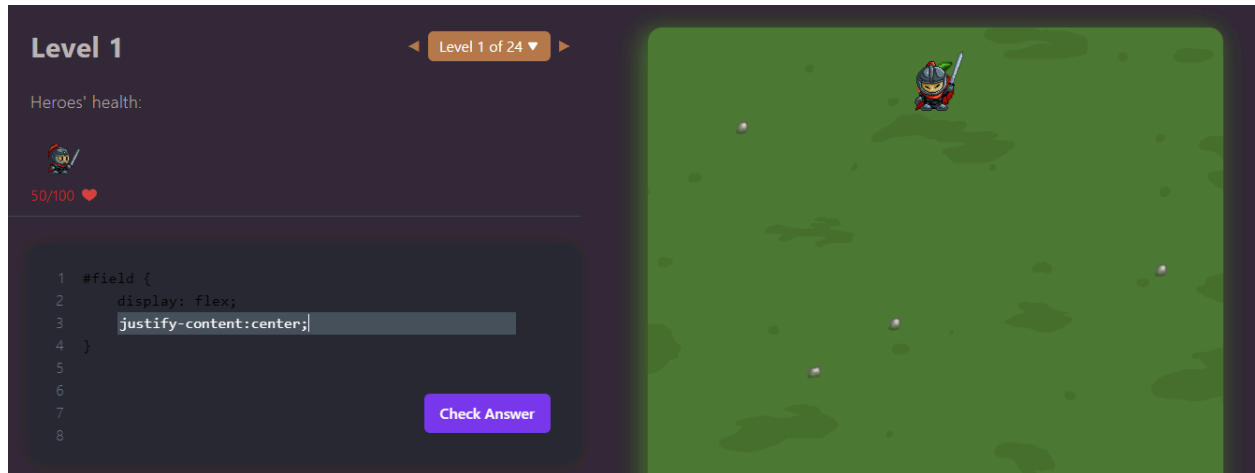 Level 1
◀ Level 1 of 24 ▼ ▶
Heroes' health:
50/100 ❤
1 #field {
2 display: flex;
3 justify-content:center;
4 }
5
6
7
8
Check Answer